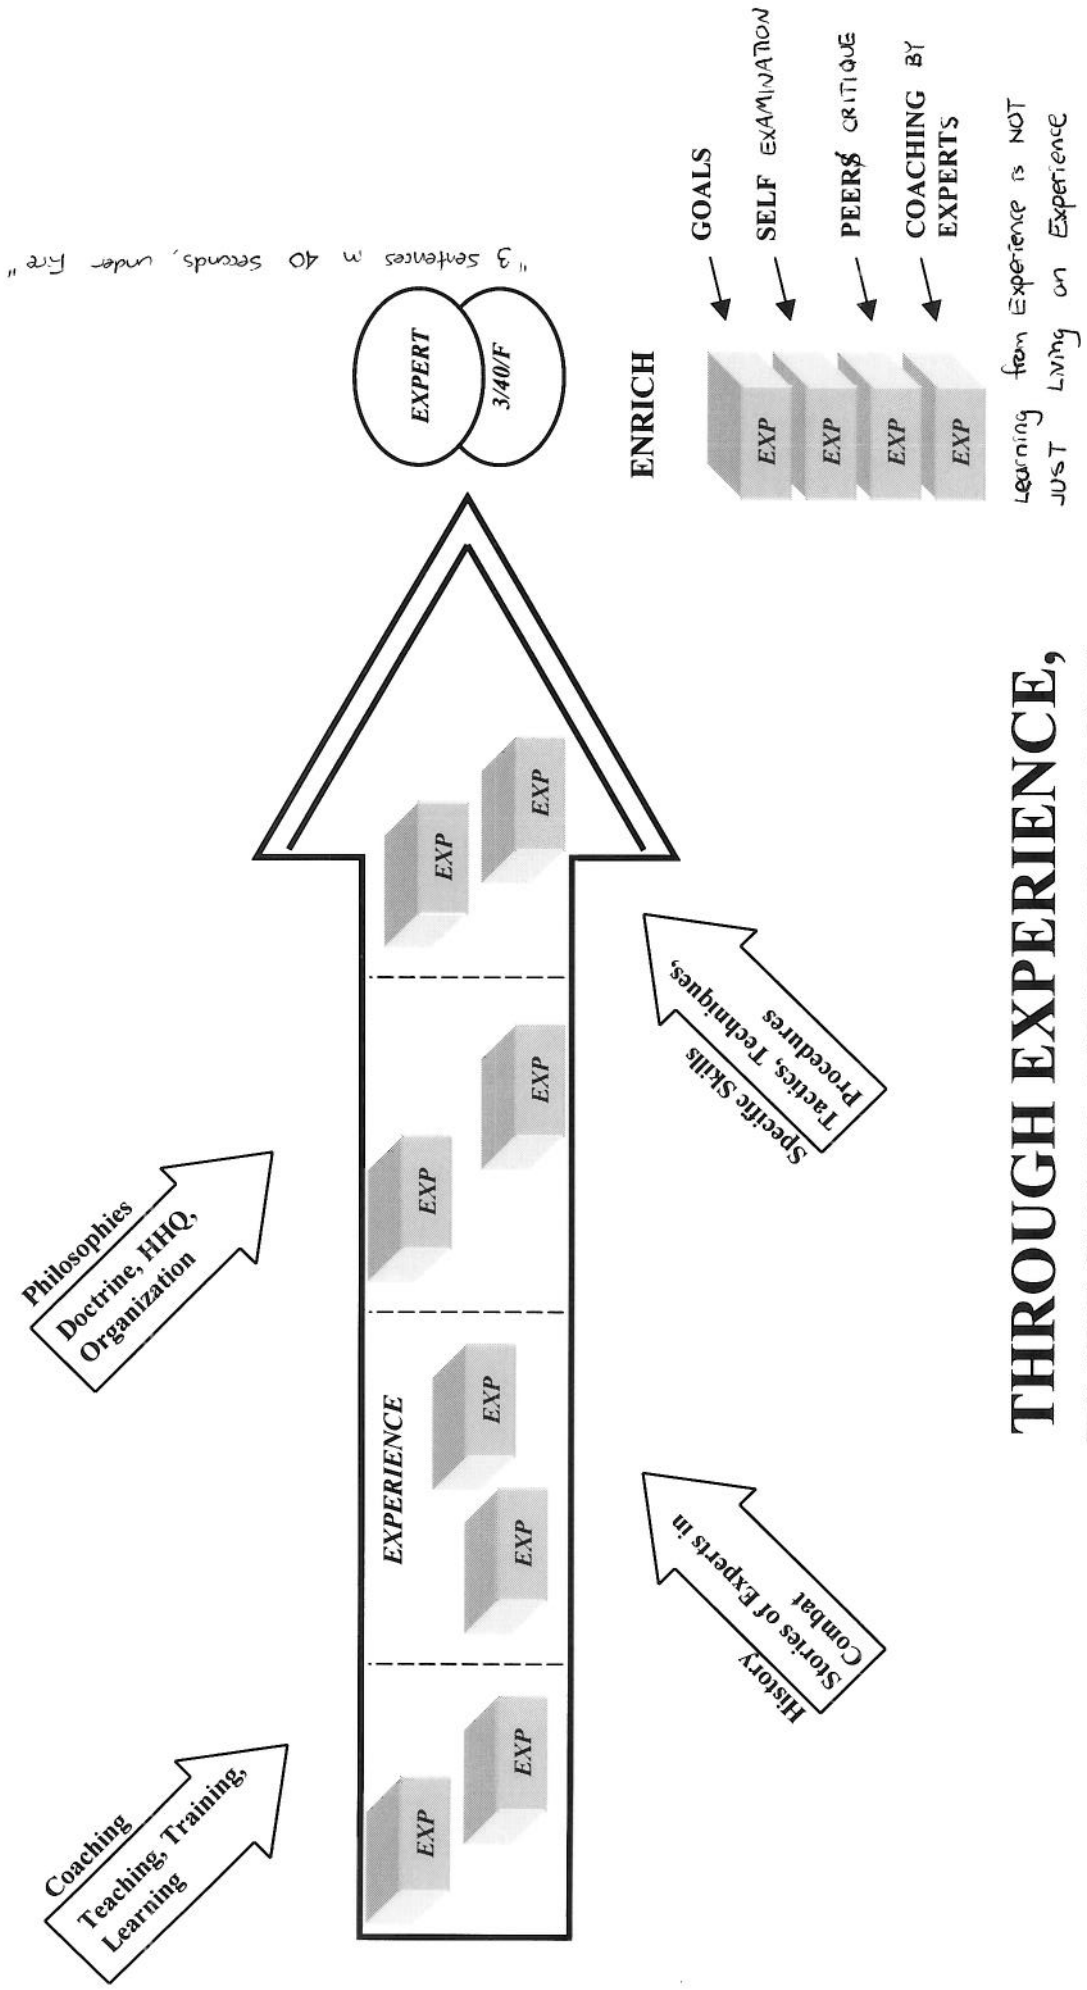 "3 sentences in 40 Seconds, under Fire"
Coaching
Teaching, Training,
Learning
Philosophies
Doctrine, HHQ,
Organization
EXPERIENCE
EXP
EXP
EXP
EXP
EXP
EXP
EXP
EXP
EXPERT
3/40/F
History
Stories of Experts in
Combat
Specific Skills
Tactics, Techniques,
Procedures
ENRICH
EXP
GOALS
EXP
SELF EXAMINATION
EXP
PEERS CRITIQUE
EXP
COACHING BY
EXPERTS
Learning from Experience is NOT
JUST Living an Experience
THROUGH EXPERIENCE,